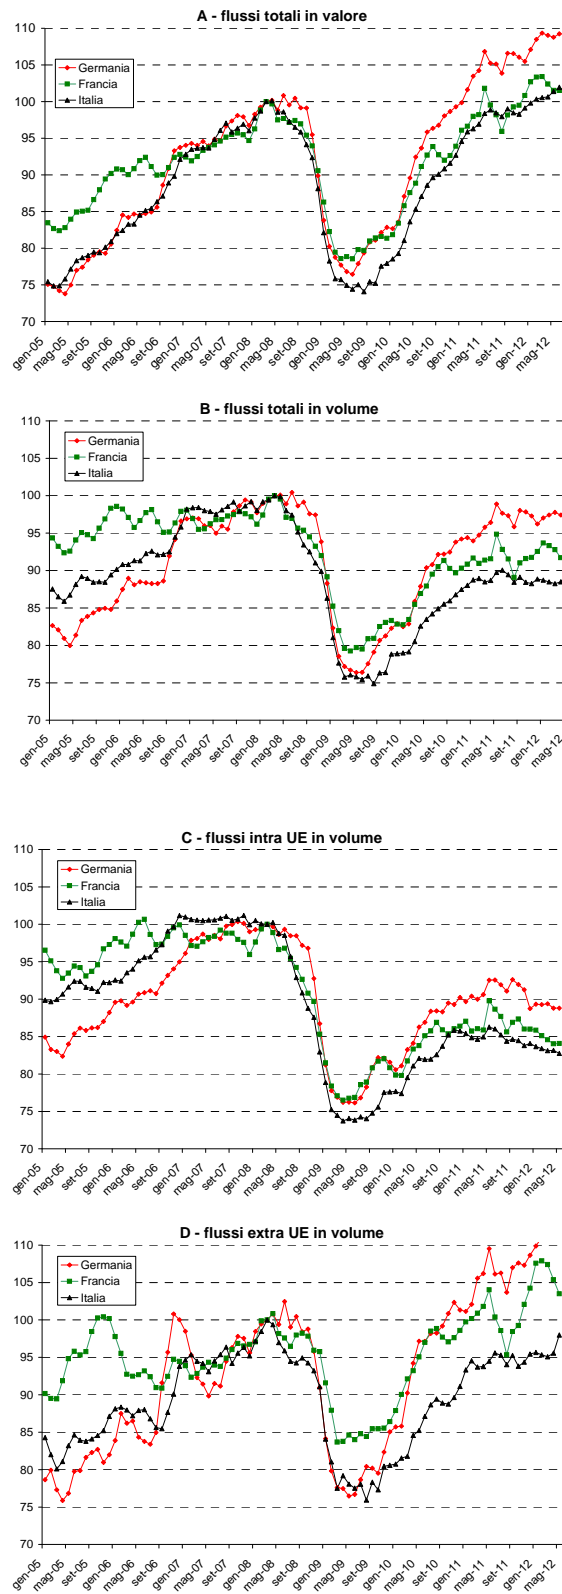 A - flussi totali in valore
110
105
100
95
90
85
80
75
70
Germania
Francia
Italia
gen-05 mag-05 set-05 gen-06 mag-06 set-06 gen-07 mag-07 set-07 gen-08 mag-08 set-08 gen-09 mag-09 set-09 gen-10 mag-10 set-10 gen-11 mag-11 set-11 gen-12 mag-12
B - flussi totali in volume
110
105
100
95
90
85
80
75
70
Germania
Francia
Italia
gen-05 mag-05 set-05 gen-06 mag-06 set-06 gen-07 mag-07 set-07 gen-08 mag-08 set-08 gen-09 mag-09 set-09 gen-10 mag-10 set-10 gen-11 mag-11 set-11 gen-12 mag-12
C - flussi intra UE in volume
110
105
100
95
90
85
80
75
70
Germania
Francia
Italia
gen-05 mag-05 set-05 gen-06 mag-06 set-06 gen-07 mag-07 set-07 gen-08 mag-08 set-08 gen-09 mag-09 set-09 gen-10 mag-10 set-10 gen-11 mag-11 set-11 gen-12 mag-12
D - flussi extra UE in volume
110
105
100
95
90
85
80
75
70
Germania
Francia
Italia
gen-05 mag-05 set-05 gen-06 mag-06 set-06 gen-07 mag-07 set-07 gen-08 mag-08 set-08 gen-09 mag-09 set-09 gen-10 mag-10 set-10 gen-11 mag-11 set-11 gen-12 mag-12